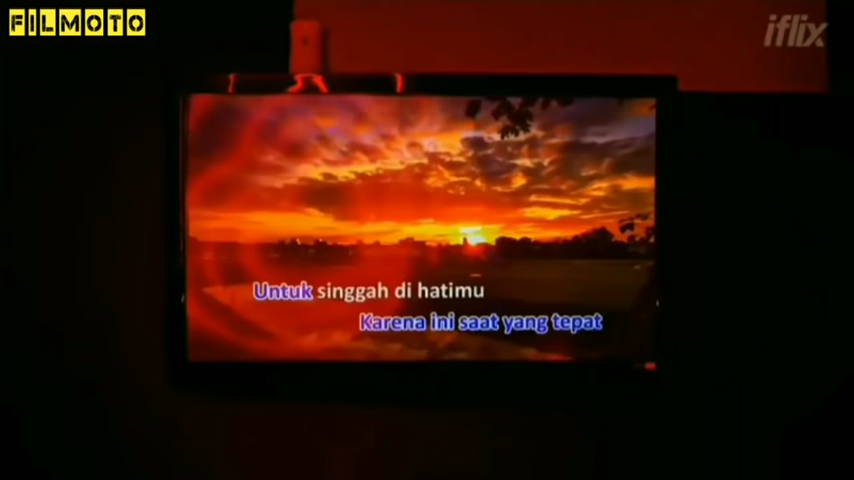 FILMOTO
iflix
Untuk singgah di hatimu
Karena ini saat yang tepat